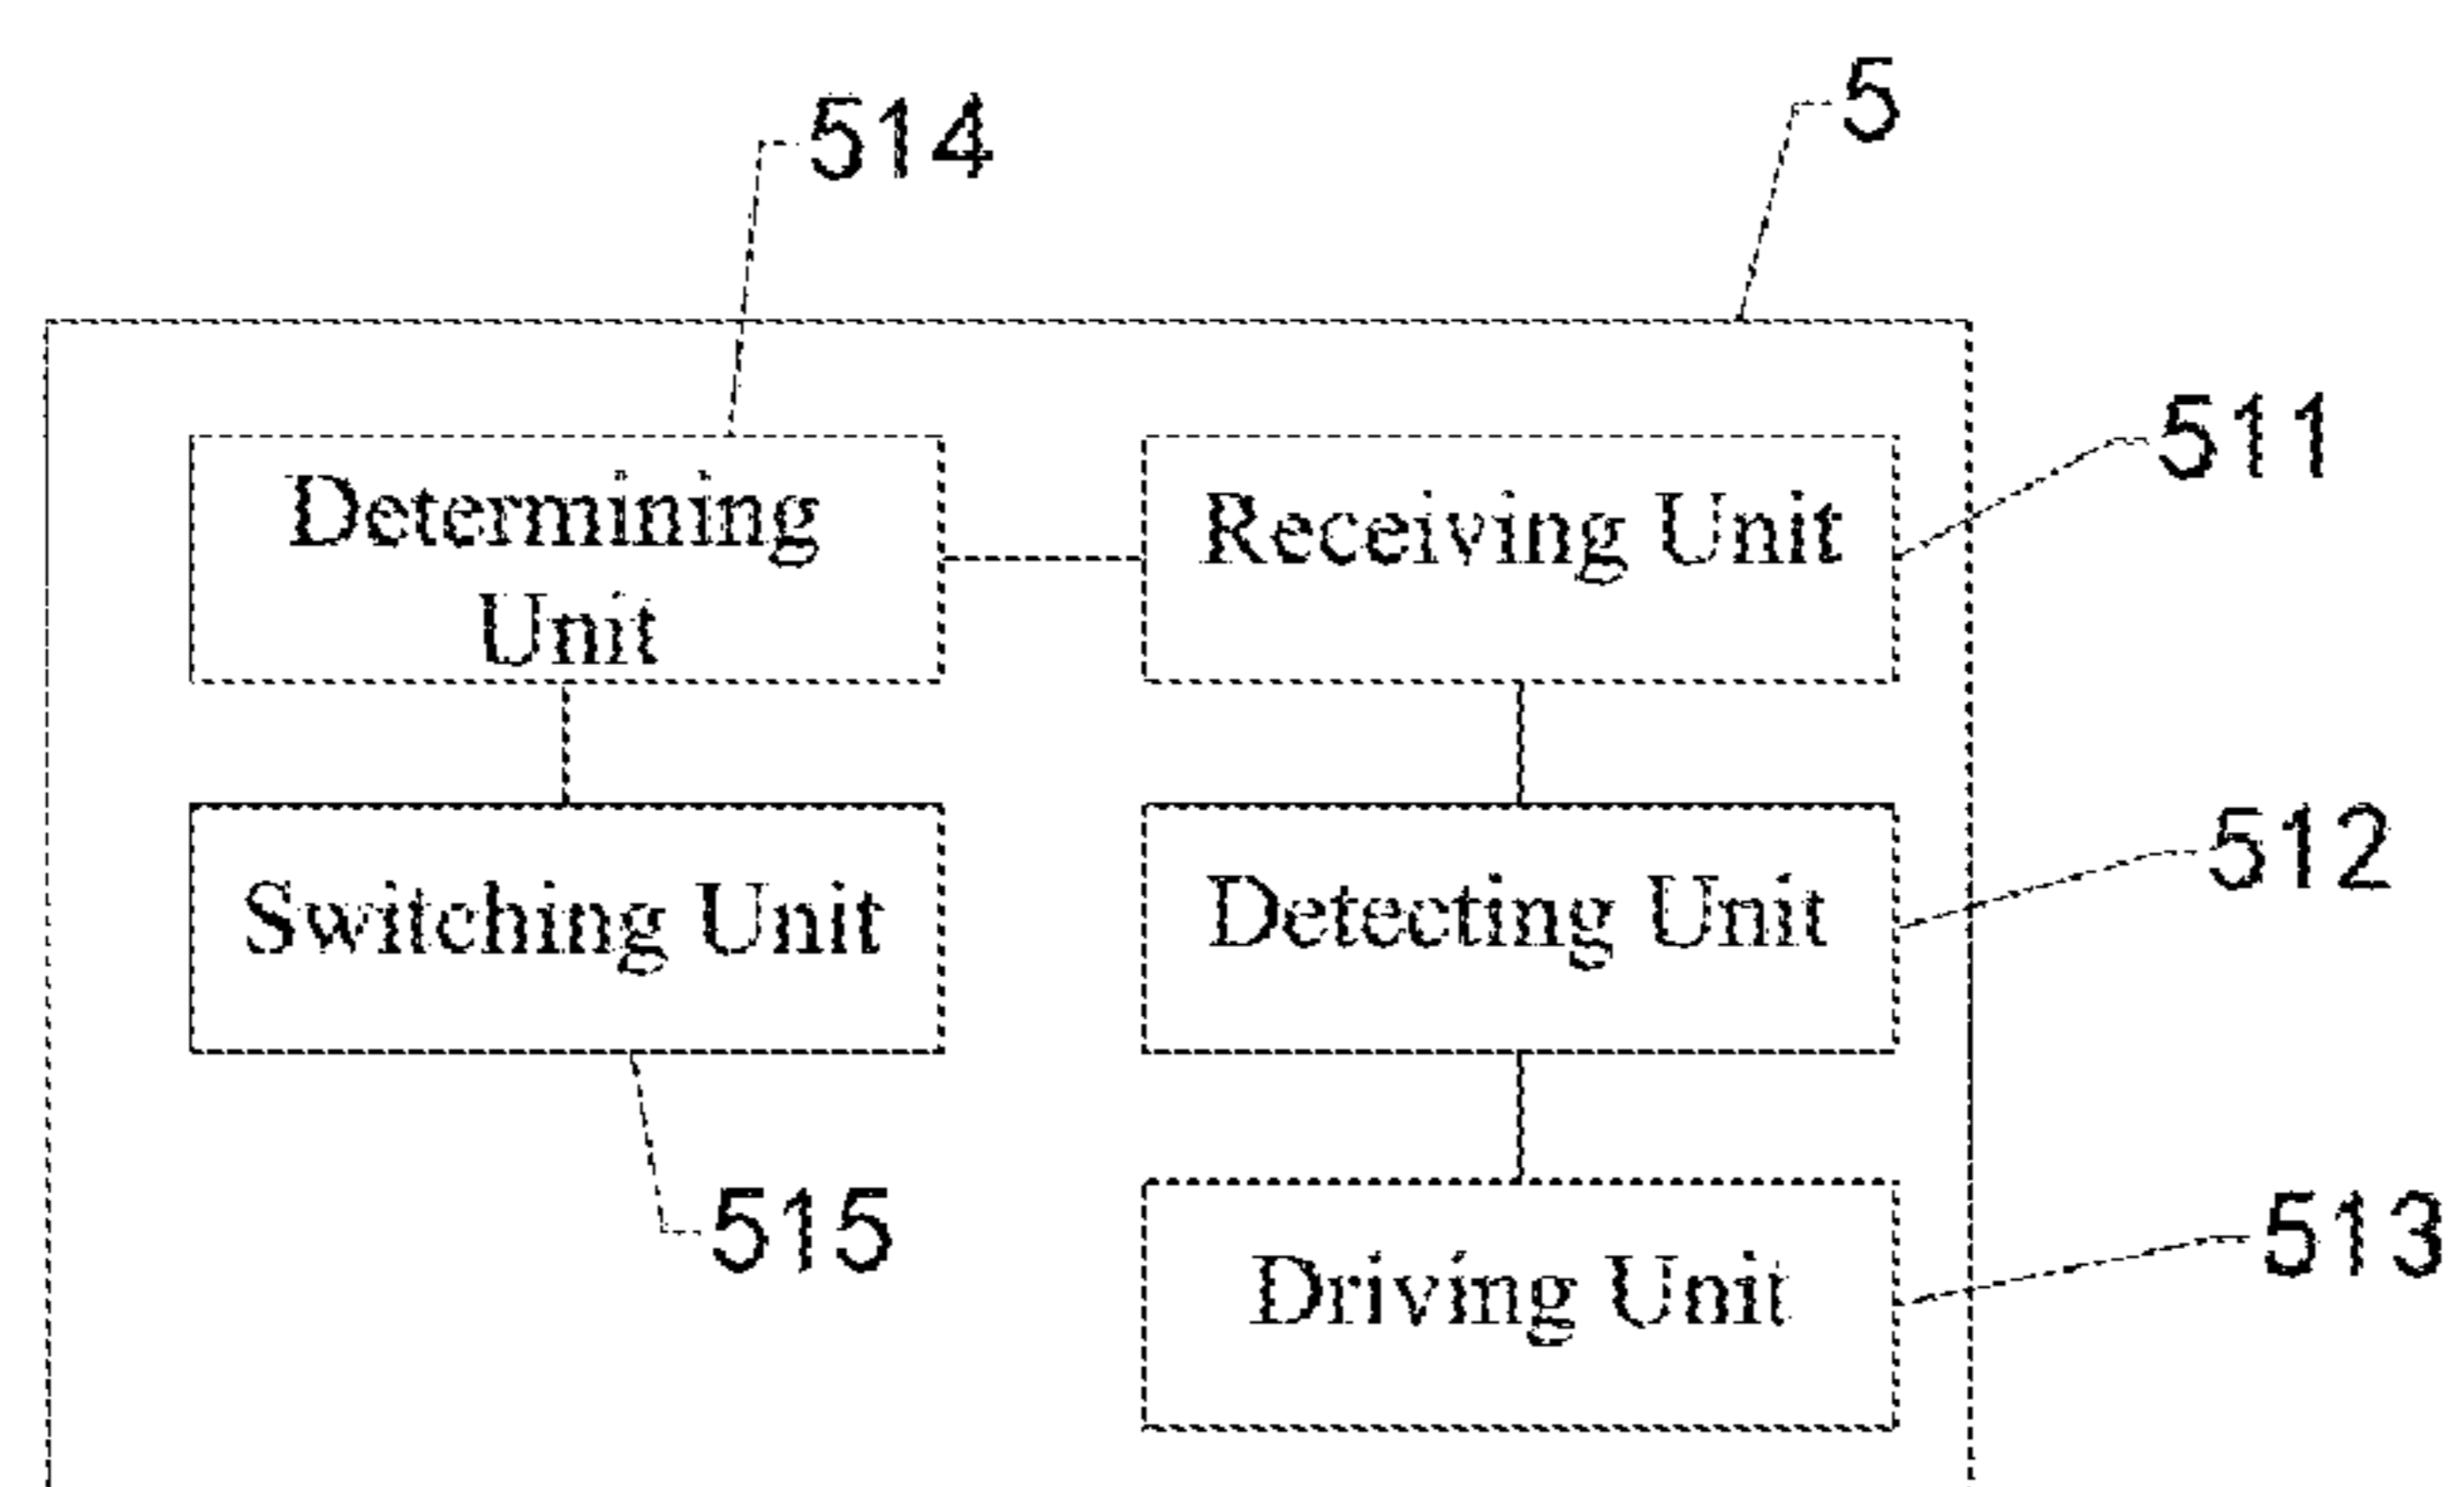 5
514
511
Determining
Unit
Receiving Unit
512
Switching Unit
Detecting Unit
515
513
Driving Unit